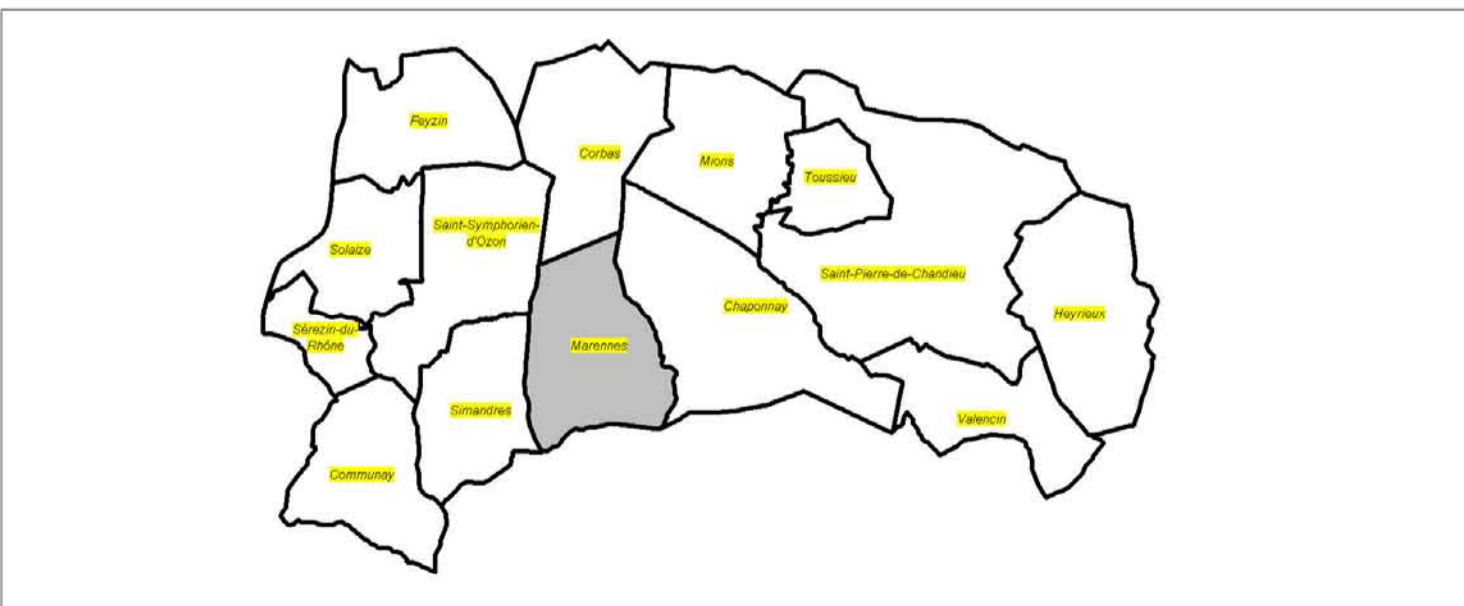 Feyzin
Corbas
Mions
Toussieu
Saint-Symphorien-
d'Ozon
Solaize
Saint-Pierre-de-Chandieu
Chaponnay
Heyrieux
Sérezin-du-
Rhône
Marennes
Simandres
Valencin
Communay